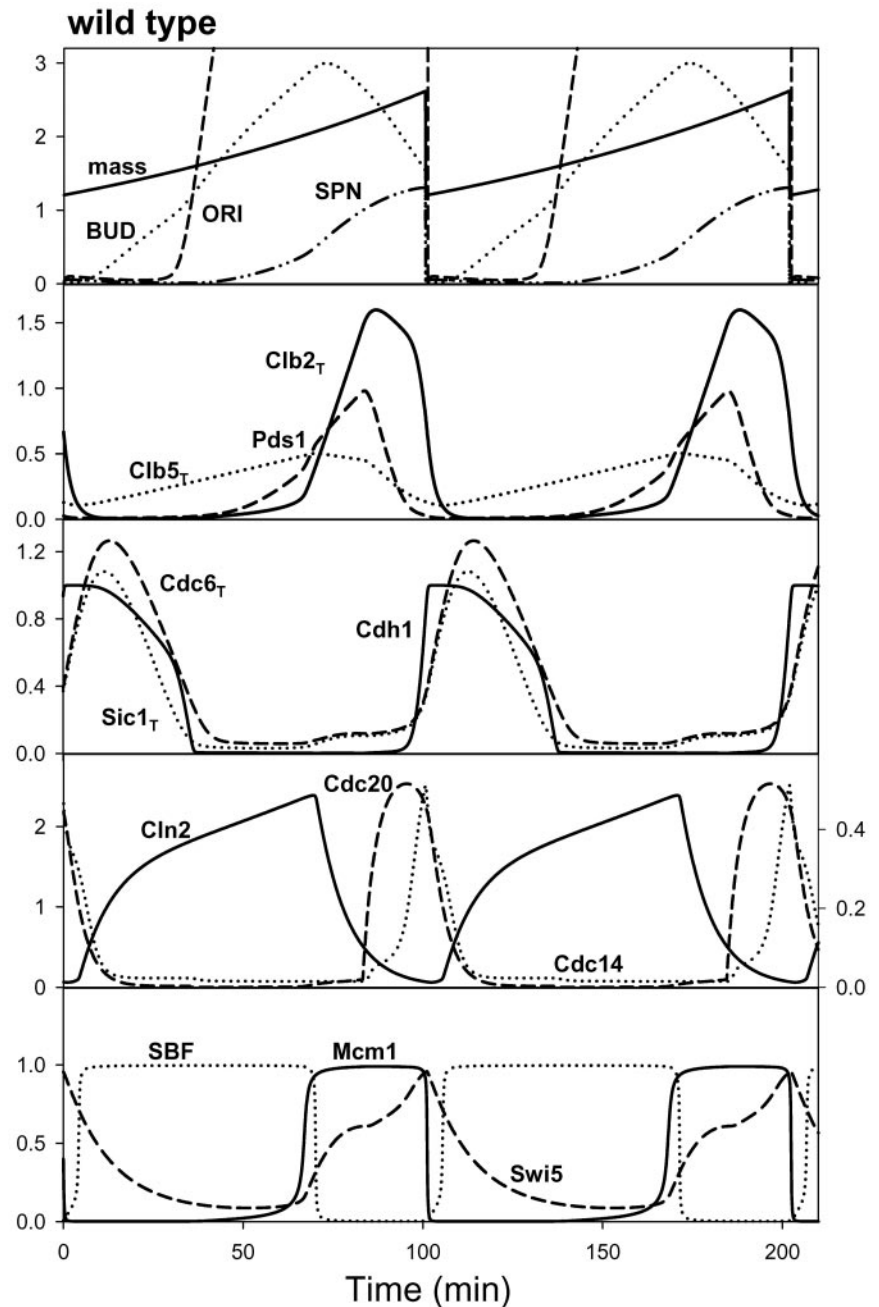 wild type
3
2
mass
SPN
1
BUD
ORI
0
1.5
Clb2T
1.0
Pds1
0.5
Clb5T
0.0
1.2
Cdc6T
0.8
Cdh1
0.4
Sic1T
0.0
Cdc20
2
Cln2
0.4
1
0.2
Cdc14
0
0.0
SBF
Mcm1
1.0
0.5
Swi5
0.0
0 50 100 150 200
Time (min)